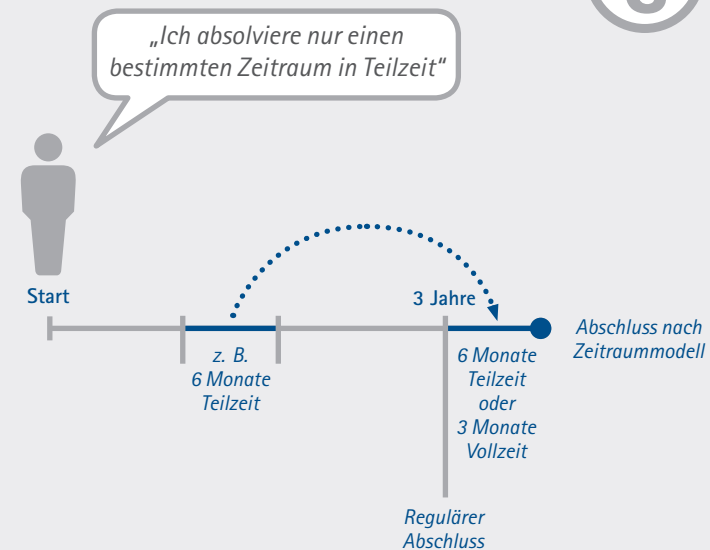 „Ich absolviere nur einen
bestimmten Zeitraum in Teilzeit“
Start
3 Jahre
z. B.
6 Monate
Teilzeit
6 Monate
Teilzeit
oder
3 Monate
Vollzeit
Abschluss nach
Zeitraummodell
Regulärer
Abschluss